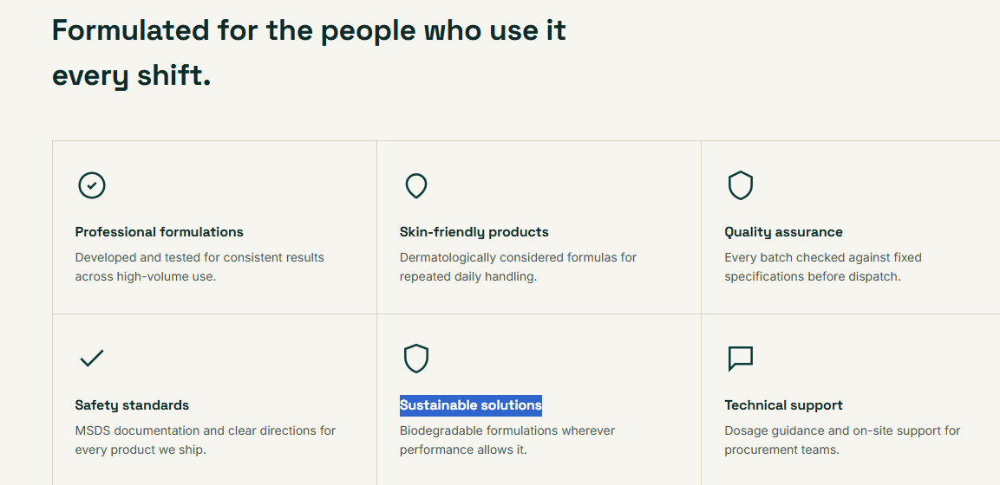 Formulated for the people who use it
every shift.
Professional formulations
Developed and tested for consistent results
across high-volume use.
Skin-friendly products
Dermatologically considered formulas for
repeated daily handling.
Quality assurance
Every batch checked against fixed
specifications before dispatch.
Safety standards
MSDS documentation and clear directions for
every product we ship.
Sustainable solutions
Biodegradable formulations wherever
performance allows it.
Technical support
Dosage guidance and on-site support for
procurement teams.